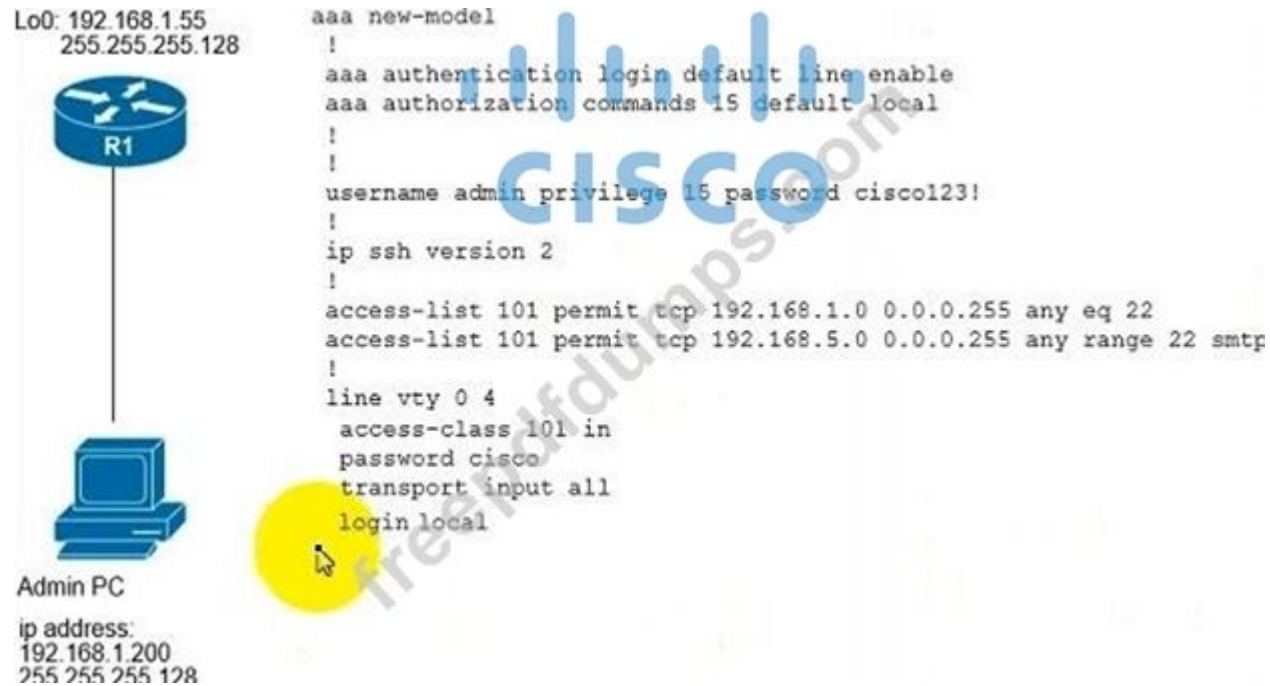 Lo0: 192.168.1.55
255.255.255.128
R1
Admin PC
ip address:
192.168.1.200
255.255.255.128
aaa new-model
!
aaa authentication login default line enable
aaa authorization commands 15 default local
!
!
username admin privilege 15 password cisco123!
!
ip ssh version 2
!
access-list 101 permit tcp 192.168.1.0 0.0.0.255 any eq 22
access-list 101 permit tcp 192.168.5.0 0.0.0.255 any range 22 smtp
!
line vty 0 4
access-class 101 in
password cisco
transport input all
login local
CISCO
freepdfdumps.com